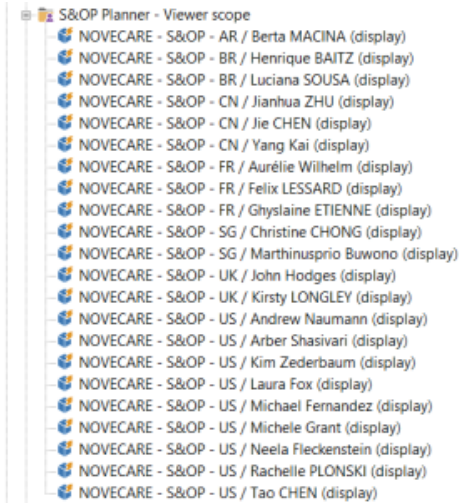 S&OP Planner - Viewer scope
NOVECARE - S&OP - AR / Berta MACINA (display)
NOVECARE - S&OP - BR / Henrique BAITZ (display)
NOVECARE - S&OP - BR / Luciana SOUSA (display)
NOVECARE - S&OP - CN / Jianhua ZHU (display)
NOVECARE - S&OP - CN / Jie CHEN (display)
NOVECARE - S&OP - CN / Yang Kai (display)
NOVECARE - S&OP - FR / Aurélie Wilhelm (display)
NOVECARE - S&OP - FR / Felix LESSARD (display)
NOVECARE - S&OP - FR / Ghyslaine ETIENNE (display)
NOVECARE - S&OP - SG / Christine CHONG (display)
NOVECARE - S&OP - SG / Marthinusprio Buwono (display)
NOVECARE - S&OP - UK / John Hodges (display)
NOVECARE - S&OP - UK / Kirsty LONGLEY (display)
NOVECARE - S&OP - US / Andrew Naumann (display)
NOVECARE - S&OP - US / Arber Shasivari (display)
NOVECARE - S&OP - US / Kim Zederbaum (display)
NOVECARE - S&OP - US / Laura Fox (display)
NOVECARE - S&OP - US / Michael Fernandez (display)
NOVECARE - S&OP - US / Michele Grant (display)
NOVECARE - S&OP - US / Neela Fleckenstein (display)
NOVECARE - S&OP - US / Rachelle PLONSKI (display)
NOVECARE - S&OP - US / Tao CHEN (display)